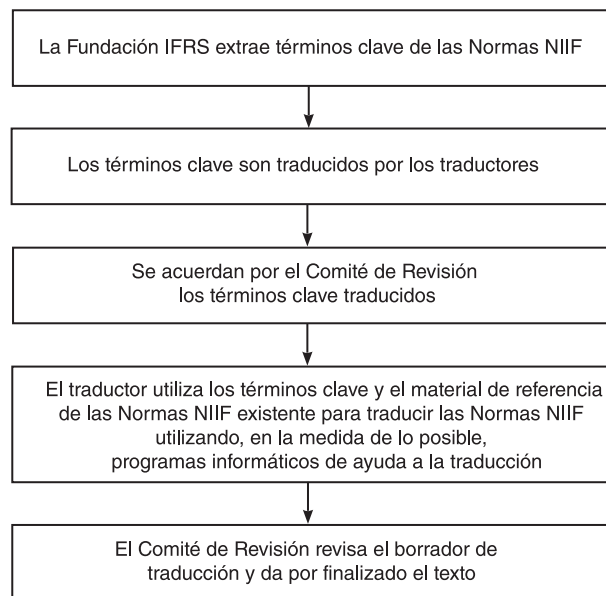 La Fundación IFRS extrae términos clave de las Normas NIIF
Los términos clave son traducidos por los traductores
Se acuerdan por el Comité de Revisión
los términos clave traducidos
El traductor utiliza los términos clave y el material de referencia
de las Normas NIIF existente para traducir las Normas NIIF
utilizando, en la medida de lo posible,
programas informáticos de ayuda a la traducción
El Comité de Revisión revisa el borrador de
traducción y da por finalizado el texto